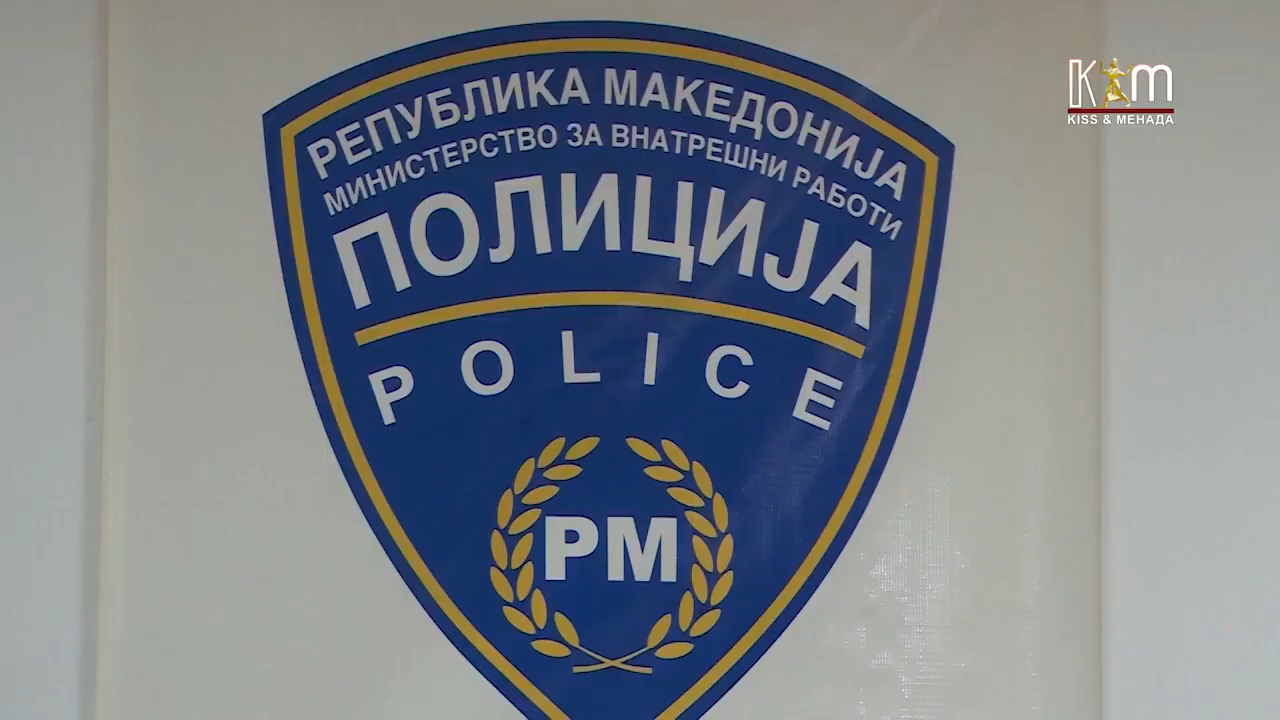 РЕПУБЛИКА МАКЕДОНИЈА
МИНИСТЕРСТВО ЗА ВНАТРЕШНИ РАБОТИ
ПОЛИЦИЈА
POLICE
РМ
Km
KISS & МЕНАДА